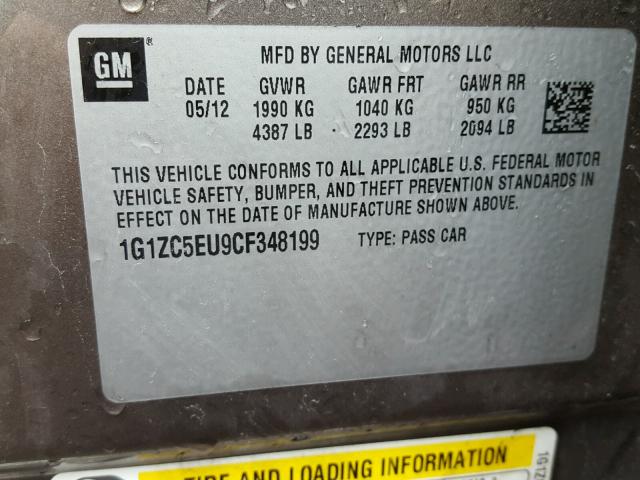 GM
MFD BY GENERAL MOTORS LLC
DATE GVWR GAWR FRT GAWR RR
05/12 1990 KG 1040 KG 950 KG
4387 LB 2293 LB 2094 LB
THIS VEHICLE CONFORMS TO ALL APPLICABLE U.S. FEDERAL MOTOR
VEHICLE SAFETY, BUMPER, AND THEFT PREVENTION STANDARDS IN
EFFECT ON THE DATE OF MANUFACTURE SHOWN ABOVE.
1G1ZC5EU9CF348199 TYPE: PASS CAR
TIRE AND LOADING INFORMATION
1G1Z